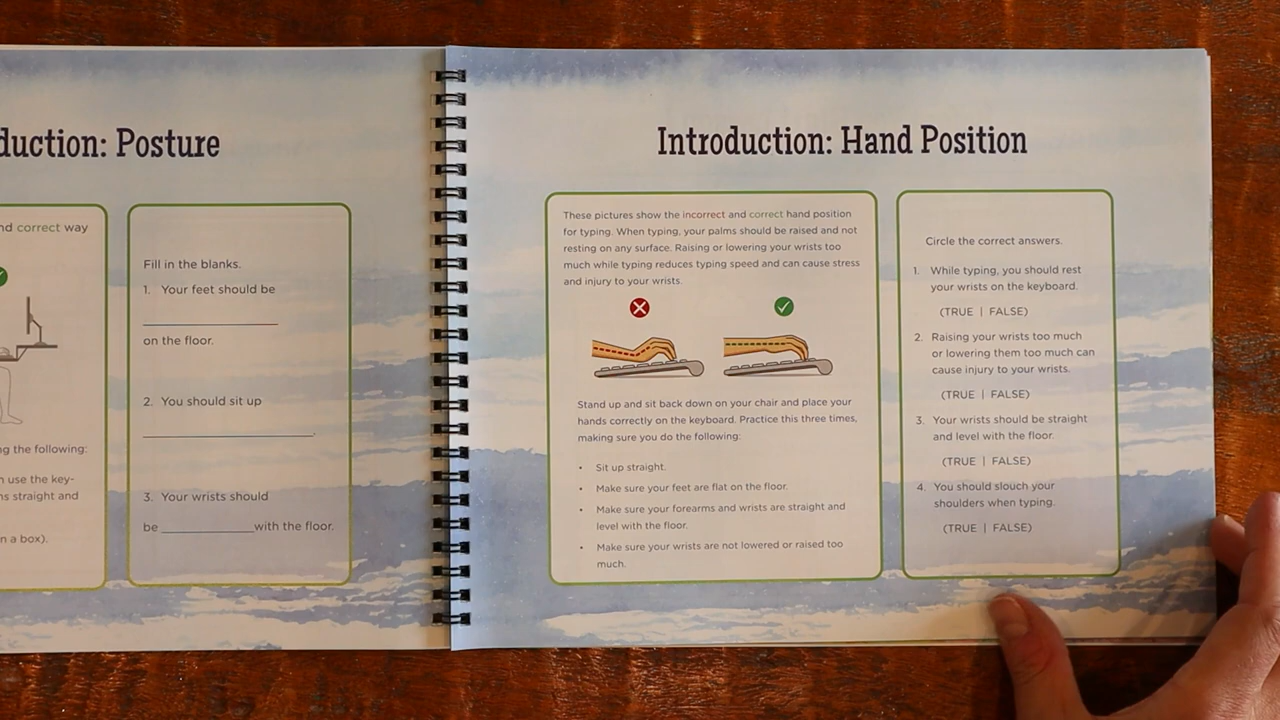 duction: Posture
nd correct way
ng the following:
n use the key-
ns straight and
n a box).
Fill in the blanks.
1. Your feet should be
on the floor.
2. You should sit up
.
3. Your wrists should
be ____________with the floor.
Introduction: Hand Position
These pictures show the incorrect and correct hand position
for typing. When typing, your palms should be raised and not
resting on any surface. Raising or lowering your wrists too
much while typing reduces typing speed and can cause stress
and injury to your wrists.
Stand up and sit back down on your chair and place your
hands correctly on the keyboard. Practice this three times,
making sure you do the following:
• Sit up straight.
• Make sure your feet are flat on the floor.
• Make sure your forearms and wrists are straight and
level with the floor.
• Make sure your wrists are not lowered or raised too
much.
Circle the correct answers.
1. While typing, you should rest
your wrists on the keyboard.
(TRUE | FALSE)
2. Raising your wrists too much
or lowering them too much can
cause injury to your wrists.
(TRUE | FALSE)
3. Your wrists should be straight
and level with the floor.
(TRUE | FALSE)
4. You should slouch your
shoulders when typing.
(TRUE | FALSE)